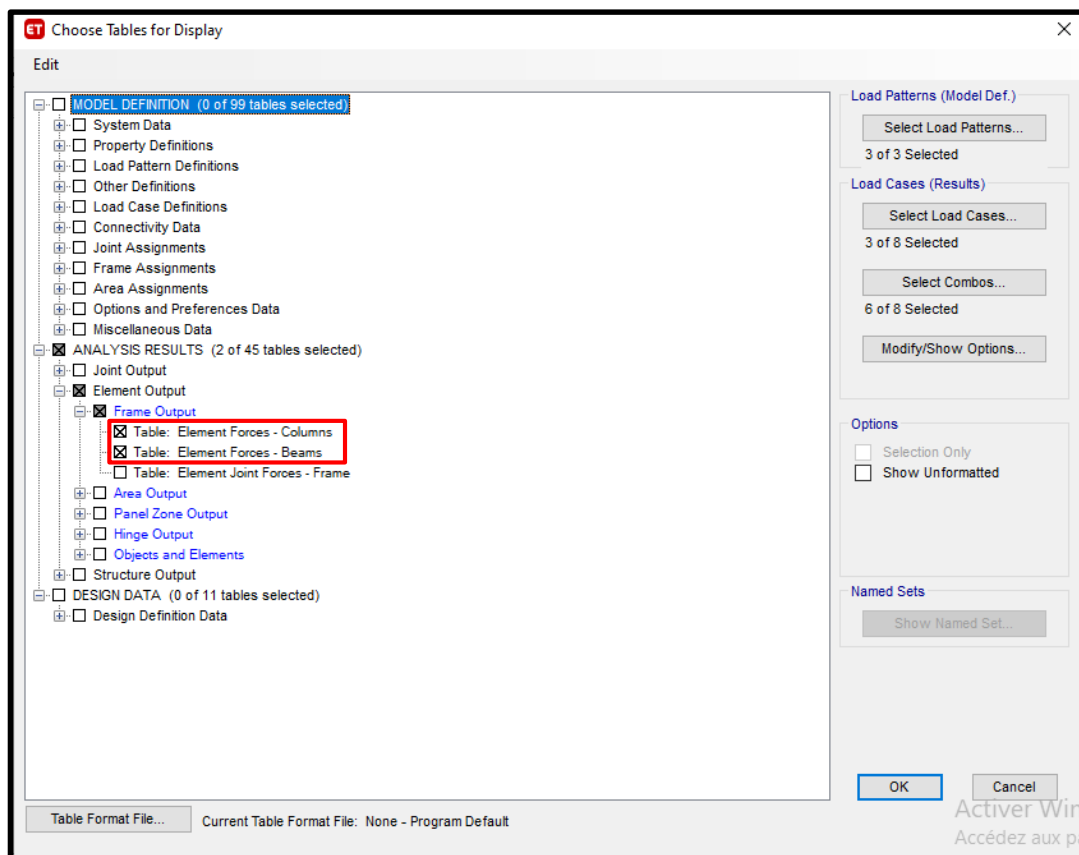 ET Choose Tables for Display
Edit
MODEL DEFINITION (0 of 99 tables selected)
System Data
Property Definitions
Load Pattern Definitions
Other Definitions
Load Case Definitions
Connectivity Data
Joint Assignments
Frame Assignments
Area Assignments
Options and Preferences Data
Miscellaneous Data
ANALYSIS RESULTS (2 of 45 tables selected)
Joint Output
Element Output
Frame Output
Table: Element Forces - Columns
Table: Element Forces - Beams
Table: Element Joint Forces - Frame
Area Output
Panel Zone Output
Hinge Output
Objects and Elements
Structure Output
DESIGN DATA (0 of 11 tables selected)
Design Definition Data
Load Patterns (Model Def.)
Select Load Patterns...
3 of 3 Selected
Load Cases (Results)
Select Load Cases...
3 of 8 Selected
Select Combos...
6 of 8 Selected
Modify/Show Options...
Options
Selection Only
Show Unformatted
Named Sets
Show Named Set...
OK Cancel
Activer Win
Accédez aux pa
Table Format File... Current Table Format File: None - Program Default